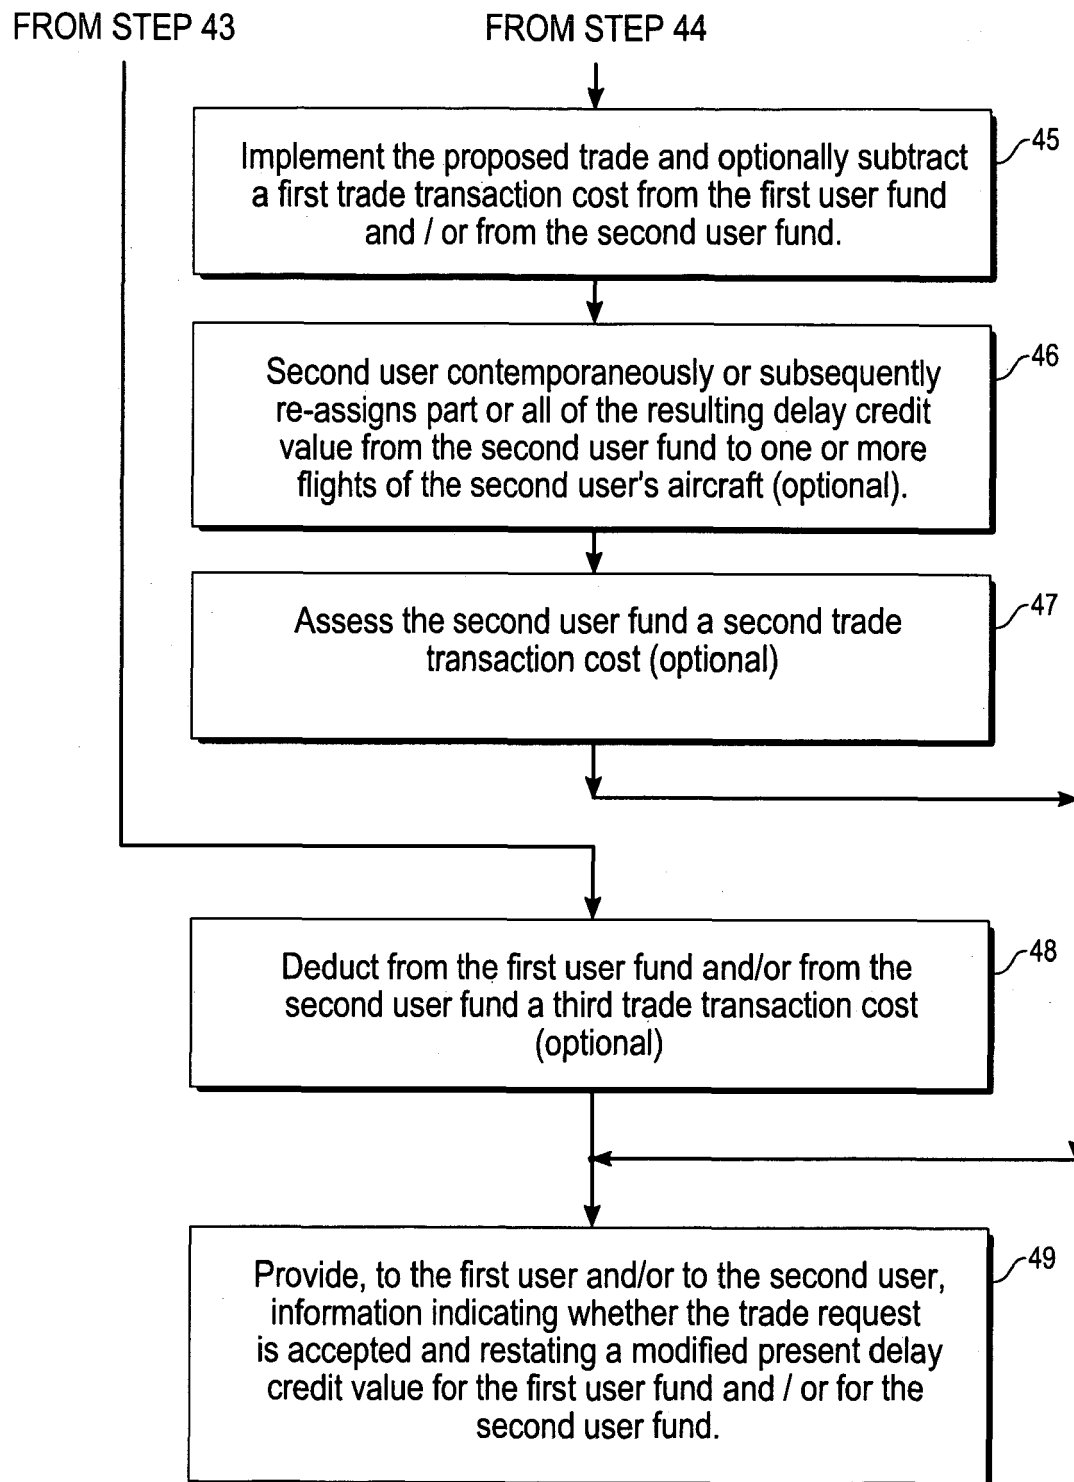 FROM STEP 43
FROM STEP 44
45
Implement the proposed trade and optionally subtract
a first trade transaction cost from the first user fund
and / or from the second user fund.
46
Second user contemporaneously or subsequently
re-assigns part or all of the resulting delay credit
value from the second user fund to one or more
flights of the second user's aircraft (optional).
47
Assess the second user fund a second trade
transaction cost (optional)
48
Deduct from the first user fund and/or from the
second user fund a third trade transaction cost
(optional)
49
Provide, to the first user and/or to the second user,
information indicating whether the trade request
is accepted and restating a modified present delay
credit value for the first user fund and / or for the
second user fund.